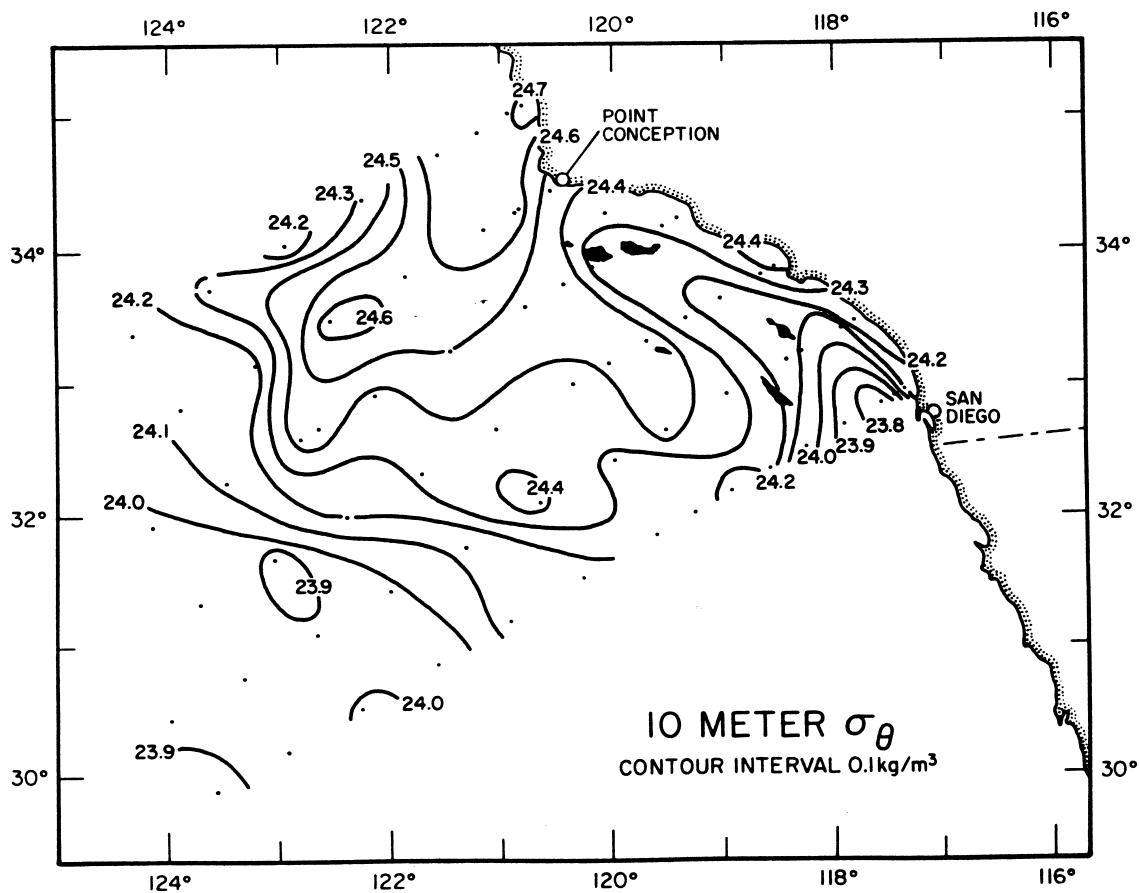 124° 122° 120° 118° 116°
24.7
POINT
CONCEPTION
24.6
24.5
24.4
24.3
24.2
34° 24.4 34°
24.3
24.2
24.6
24.2
SAN
DIEGO
23.8
24.1
23.9
24.0
24.2
24.4
24.0
32° 32°
23.9
24.0
10 METER σθ
23.9
CONTOUR INTERVAL 0.1kg/m³
30° 30°
124° 122° 120° 118° 116°